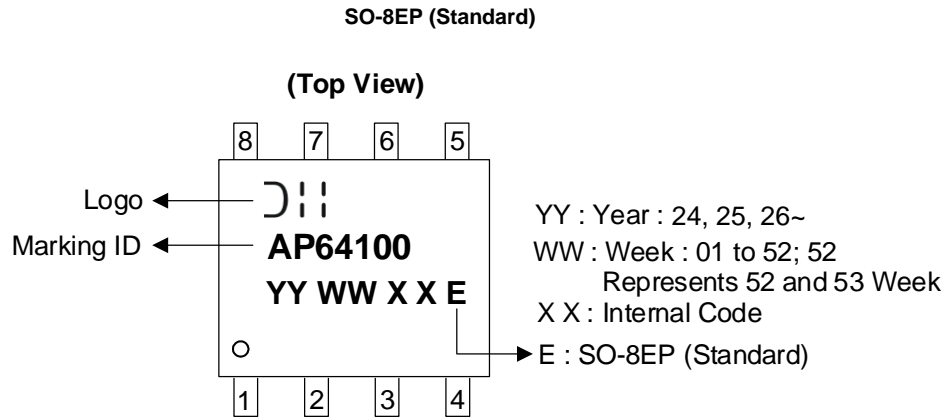 SO-8EP (Standard)
(Top View)
8 7 6 5
Logo
Marking ID
AP64100
YY WW X X E
YY : Year : 24, 25, 26~
WW : Week : 01 to 52; 52
Represents 52 and 53 Week
X X : Internal Code
E : SO-8EP (Standard)
1 2 3 4